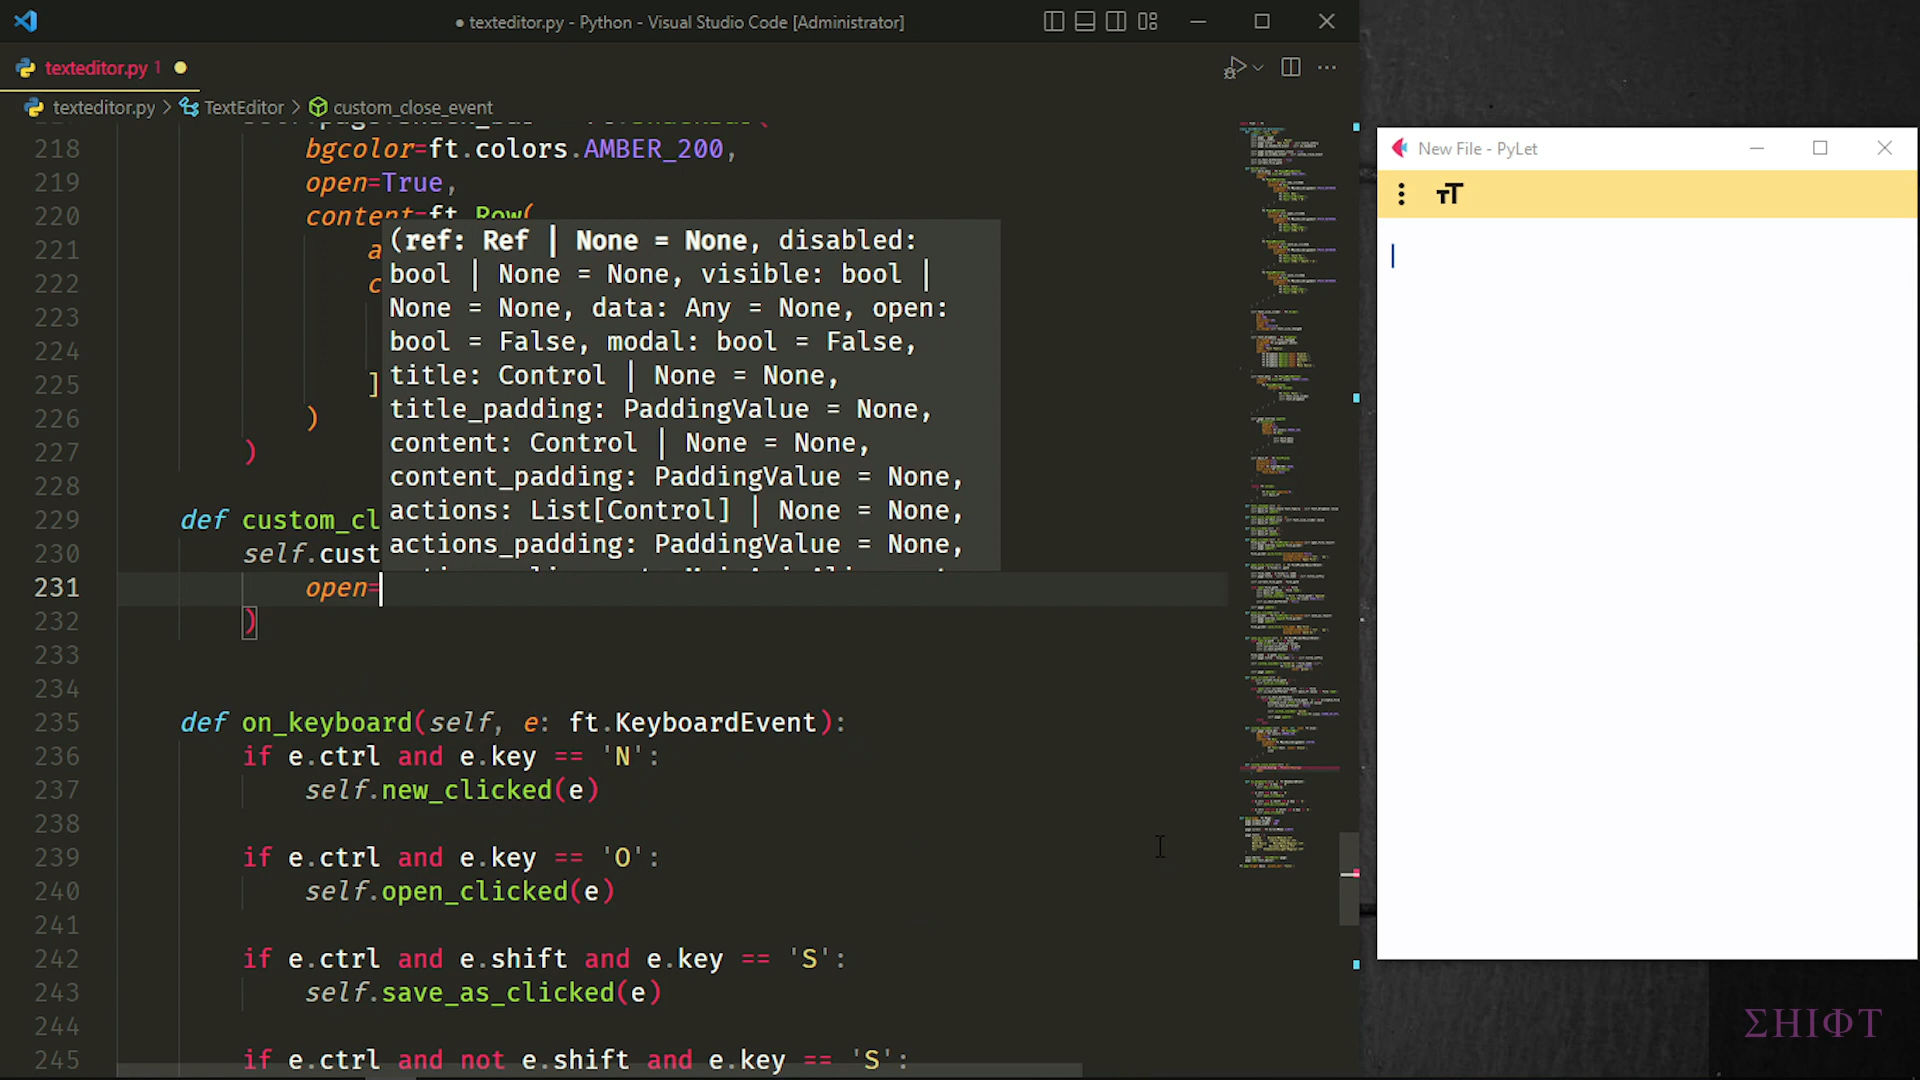 ● texteditor.py - Python - Visual Studio Code [Administrator]
texteditor.py 1
texteditor.py > TextEditor > custom_close_event
218 bgcolor=ft.colors.AMBER_200,
219 open=True,
220 content=ft.Row(
221 a
222 c
223
224
225 ]
226 )
227 )
228
229 def custom_cl
230 self.cust
231 open=
232 )
233
234
235 def on_keyboard(self, e: ft.KeyboardEvent):
236 if e.ctrl and e.key == 'N':
237 self.new_clicked(e)
238
239 if e.ctrl and e.key == 'O':
240 self.open_clicked(e)
241
242 if e.ctrl and e.shift and e.key == 'S':
243 self.save_as_clicked(e)
244
245 if e.ctrl and not e.shift and e.key == 'S':
(ref: Ref | None = None, disabled:
bool | None = None, visible: bool |
None = None, data: Any = None, open:
bool = False, modal: bool = False,
title: Control | None = None,
title_padding: PaddingValue = None,
content: Control | None = None,
content_padding: PaddingValue = None,
actions: List[Control] | None = None,
actions_padding: PaddingValue = None,
New File - PyLet
ΣHIΦT